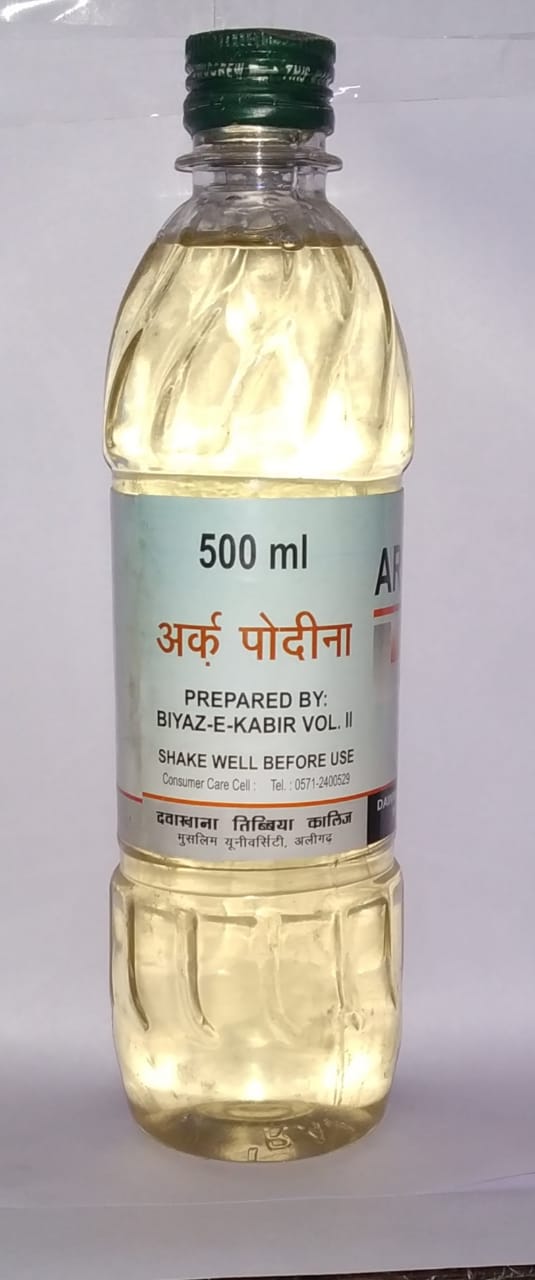 500 ml
अर्क़ पोदीना
PREPARED BY:
BIYAZ-E-KABIR VOL. II
SHAKE WELL BEFORE USE
Consumer Care Cell : Tel. : 0571-2400529
दवाख़ाना तिब्बिया कालिज
मुसलिम यूनीवर्सिटी, अलीगढ़